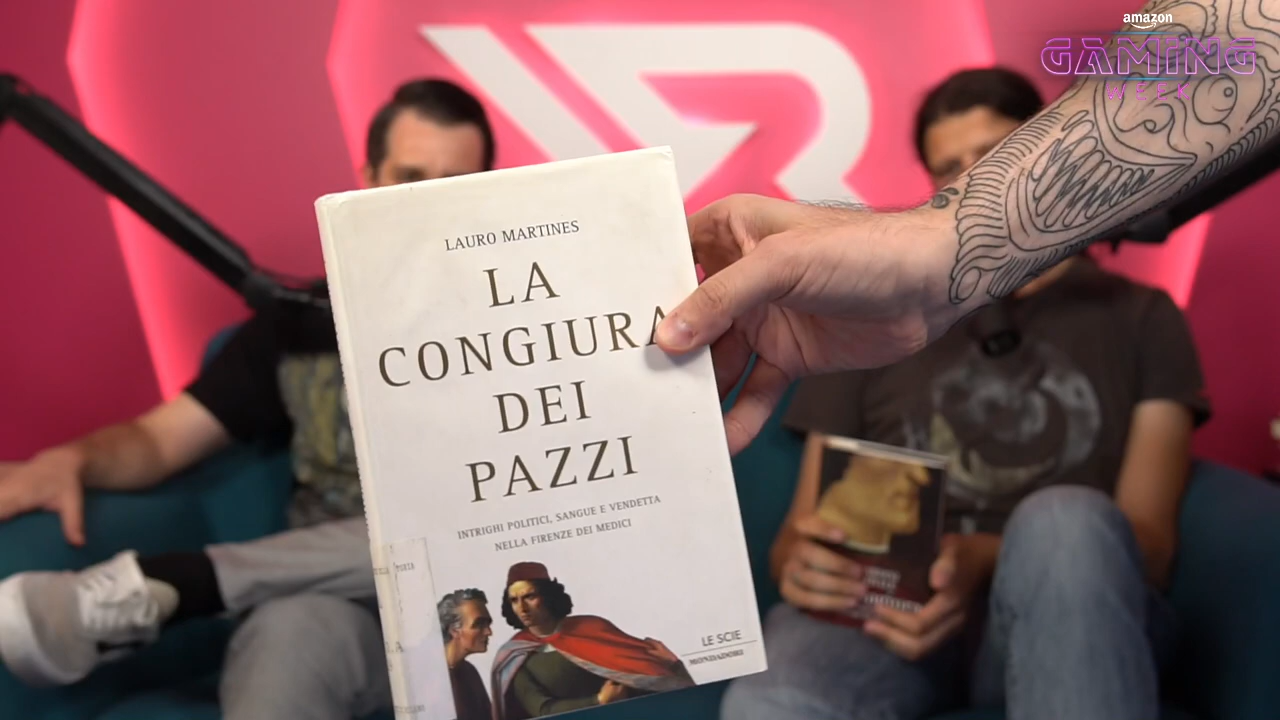 amazon
GAMING
WEEK
LAURO MARTINES
LA
CONGIURA
DEI
PAZZI
INTRIGHI POLITICI, SANGUE E VENDETTA
NELLA FIRENZE DEI MEDICI
LE SCIE
MONDADORI